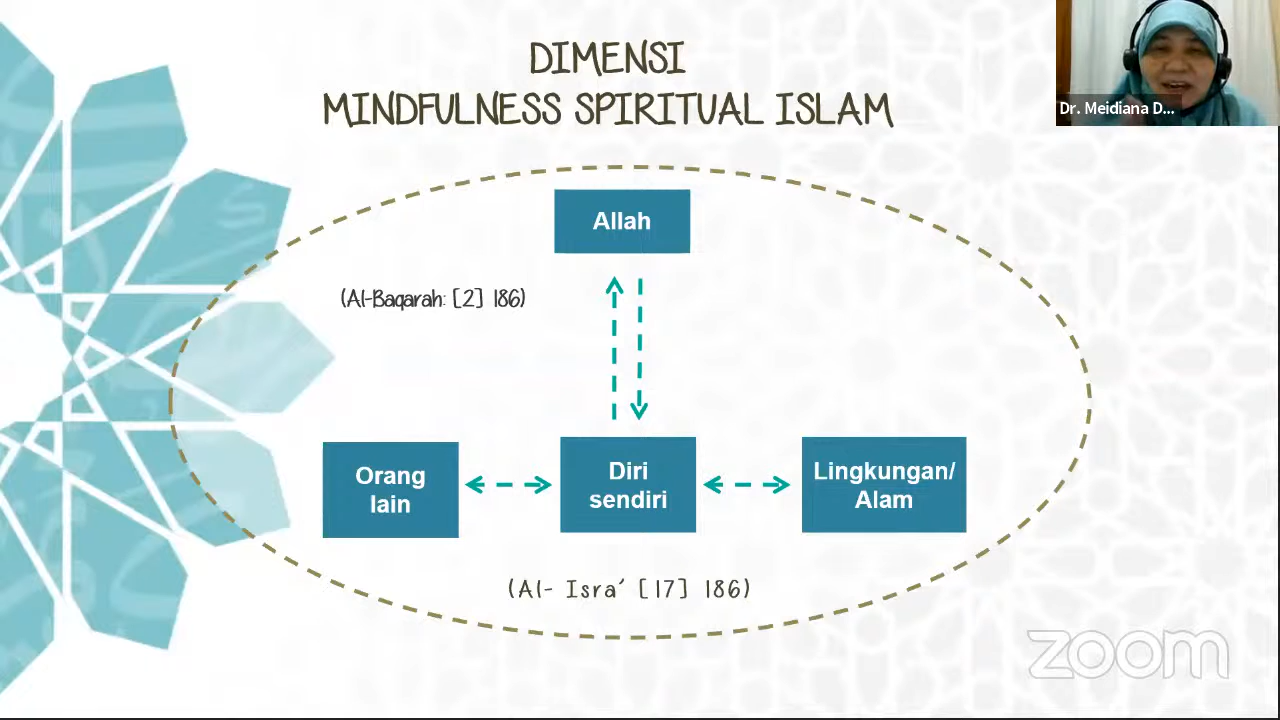 DIMENSI
MINDFULNESS SPIRITUAL ISLAM
Dr. Meidiana D...
Allah
(Al-Baqarah: [2] 186)
Orang
lain
Diri
sendiri
Lingkungan/
Alam
(Al- Isra’ [17] 186)
zoom